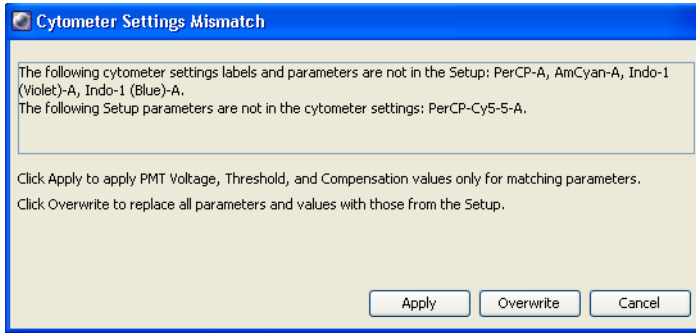 Cytometer Settings Mismatch
The following cytometer settings labels and parameters are not in the Setup: PerCP-A, AmCyan-A, Indo-1
(Violet)-A, Indo-1 (Blue)-A.
The following Setup parameters are not in the cytometer settings: PerCP-Cy5-5-A.
Click Apply to apply PMT Voltage, Threshold, and Compensation values only for matching parameters.
Click Overwrite to replace all parameters and values with those from the Setup.
Apply Overwrite Cancel